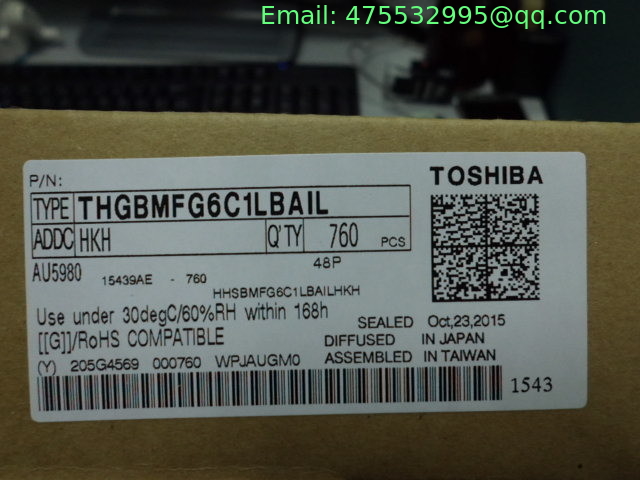 Email: 475532995@qq.com
P/N:
TOSHIBA
TYPE THGBMFG6C1LBAIL
ADDC HKH Q'TY 760 PCS
48P
AU5980 15439AE - 760
HHSBMFG6C1LBAILHKH
Use under 30degC/60%RH within 168h
SEALED Oct,23,2015
[[G]]/RoHS COMPATIBLE DIFFUSED IN JAPAN
(Y) 205G4569 000760 WPJAUGM0 ASSEMBLED IN TAIWAN
1543